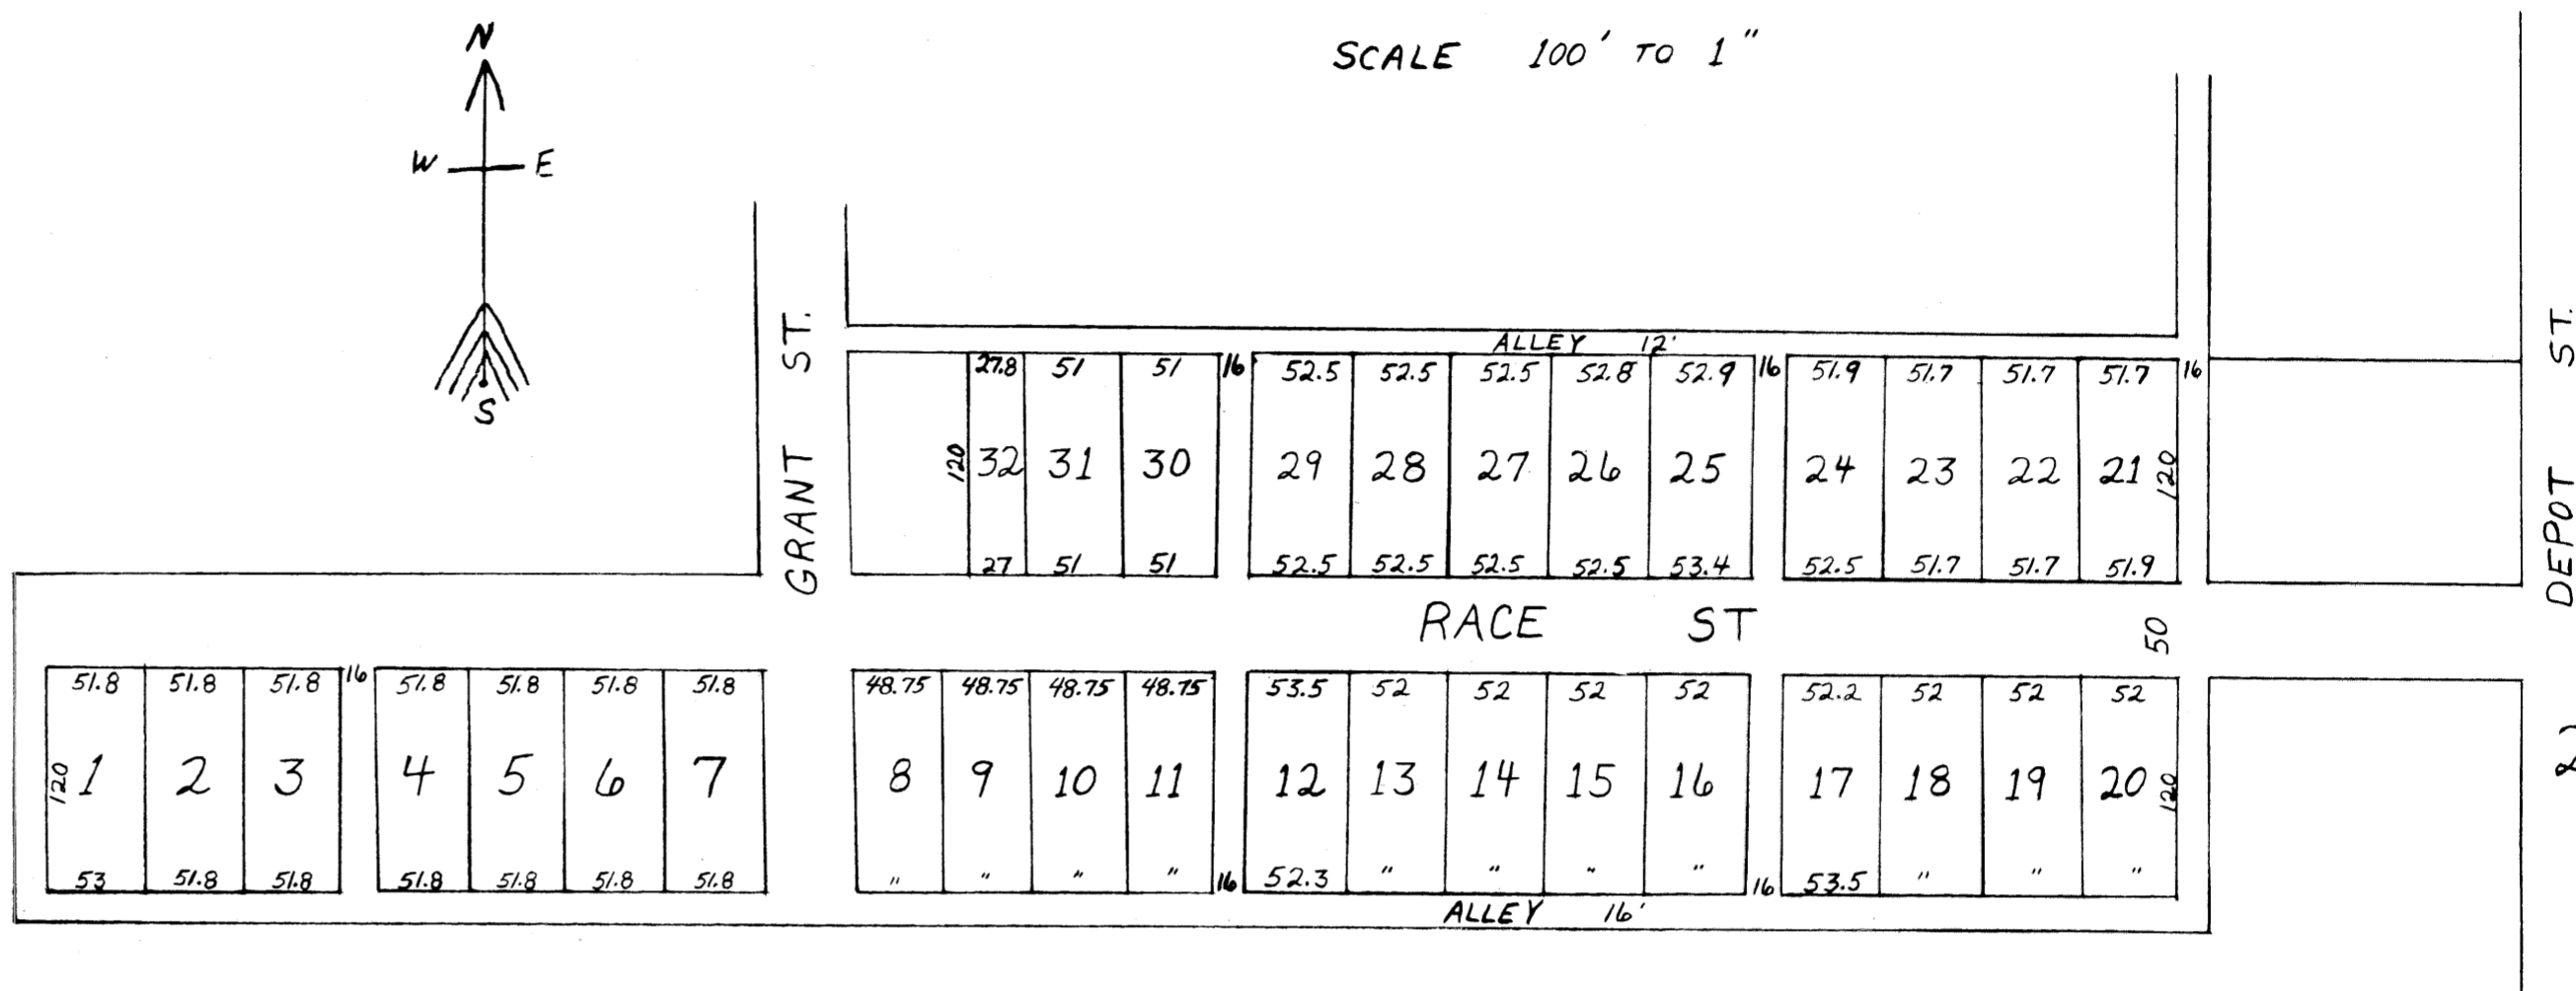 N
W E
S
SCALE 100' TO 1"
GRANT ST.
DEPOT ST.
ALLEY 12'
27.8 51 51 16 52.5 52.5 52.5 52.8 52.9 16 51.9 51.7 51.7 51.7 16
120 32 31 30 29 28 27 26 25 24 23 22 21 120
27 51 51 52.5 52.5 52.5 52.5 53.4 52.5 51.7 51.7 51.9
RACE ST
50
51.8 51.8 51.8 16 51.8 51.8 51.8 51.8 48.75 48.75 48.75 48.75 53.5 52 52 52 52 52.2 52 52 52
120 1 2 3 4 5 6 7 8 9 10 11 12 13 14 15 16 17 18 19 20 120
53 51.8 51.8 51.8 51.8 51.8 51.8 " " " " 16 52.3 " " " " 16 53.5 " " "
ALLEY 16'